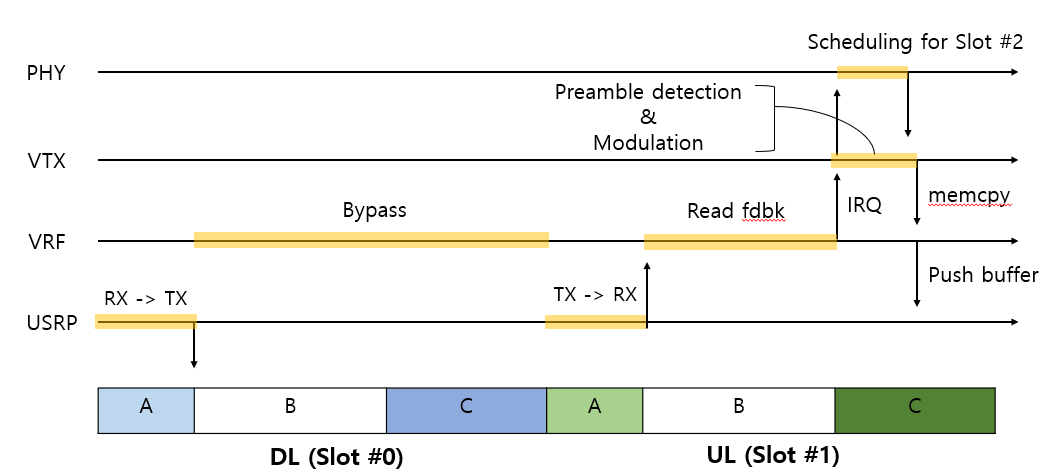 Scheduling for Slot #2
PHY
Preamble detection
&
Modulation
VTX
Bypass
Read fdbk
IRQ
memcpy
VRF
Push buffer
RX -> TX
TX -> RX
USRP
A
B
C
A
B
C
DL (Slot #0)
UL (Slot #1)